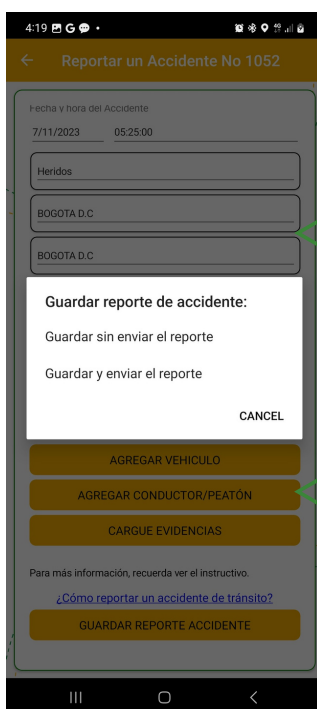 4:19
Reportar un Accidente No 1052
Fecha y hora del Accidente
7/11/2023 05:25:00
Heridos
BOGOTA D.C
BOGOTA D.C
Guardar reporte de accidente:
Guardar sin enviar el reporte
Guardar y enviar el reporte
CANCEL
AGREGAR VEHICULO
AGREGAR CONDUCTOR/PEATÓN
CARGUE EVIDENCIAS
Para más información, recuerda ver el instructivo.
¿Cómo reportar un accidente de tránsito?
GUARDAR REPORTE ACCIDENTE